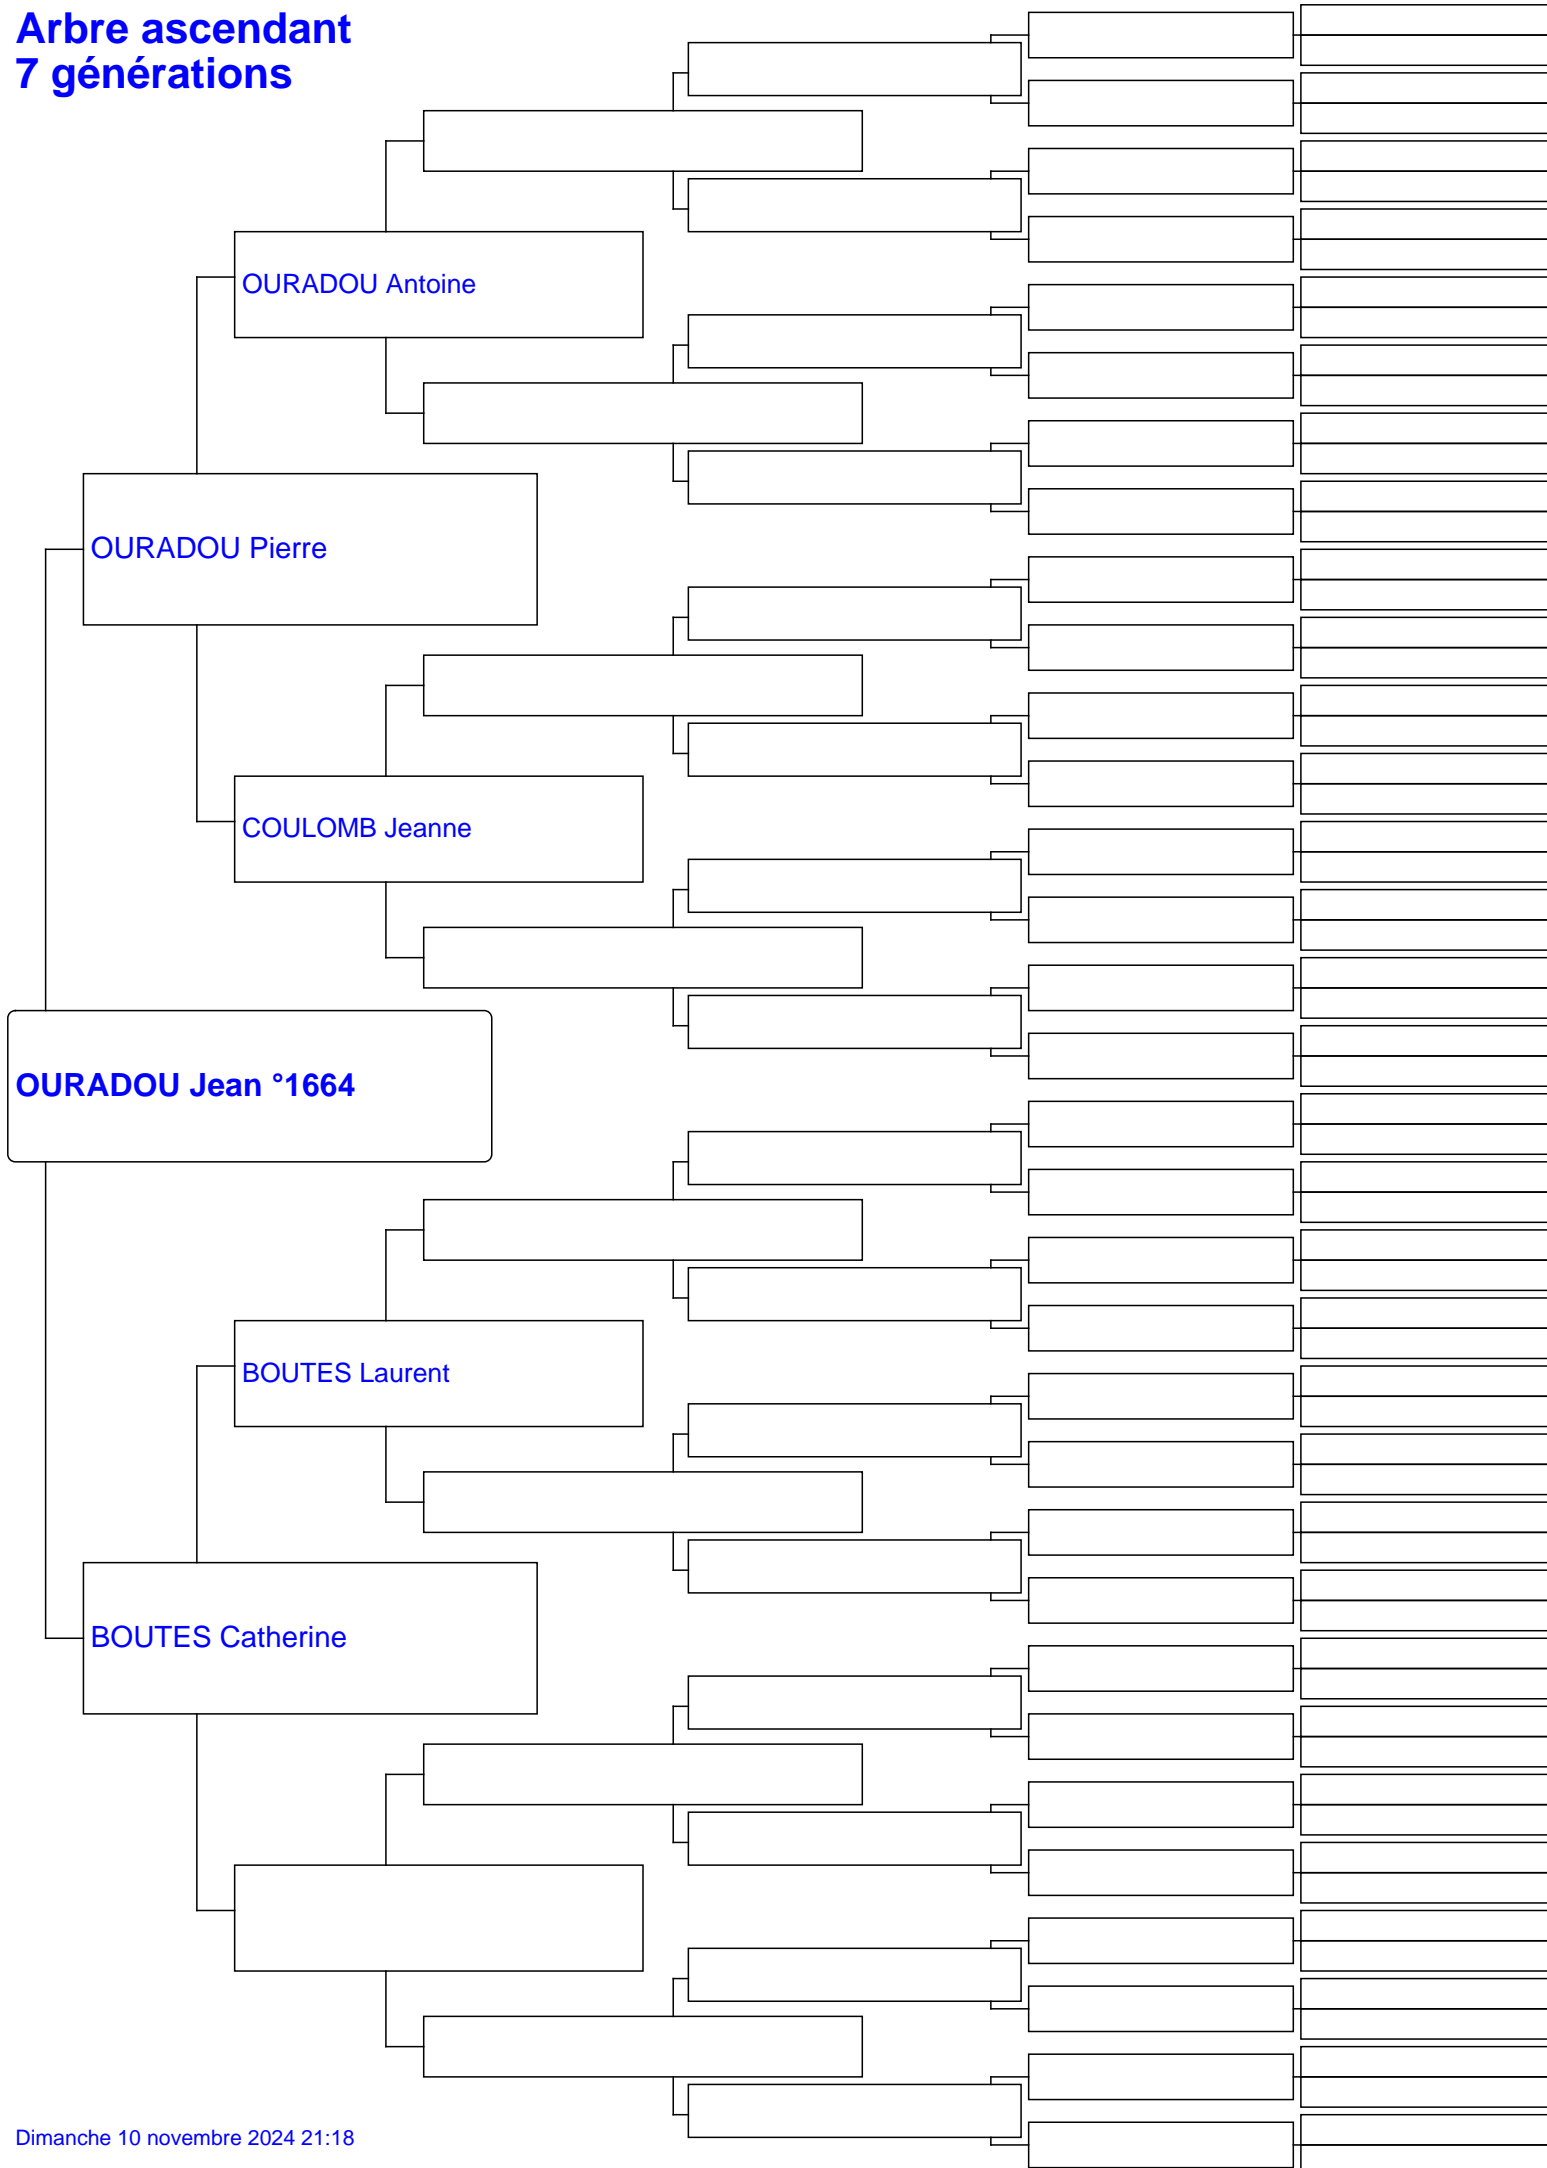 Arbre ascendant
7 générations
OURADOU Antoine
OURADOU Pierre
COULOMB Jeanne
OURADOU Jean °1664
BOUTES Laurent
BOUTES Catherine
Dimanche 10 novembre 2024 21:18